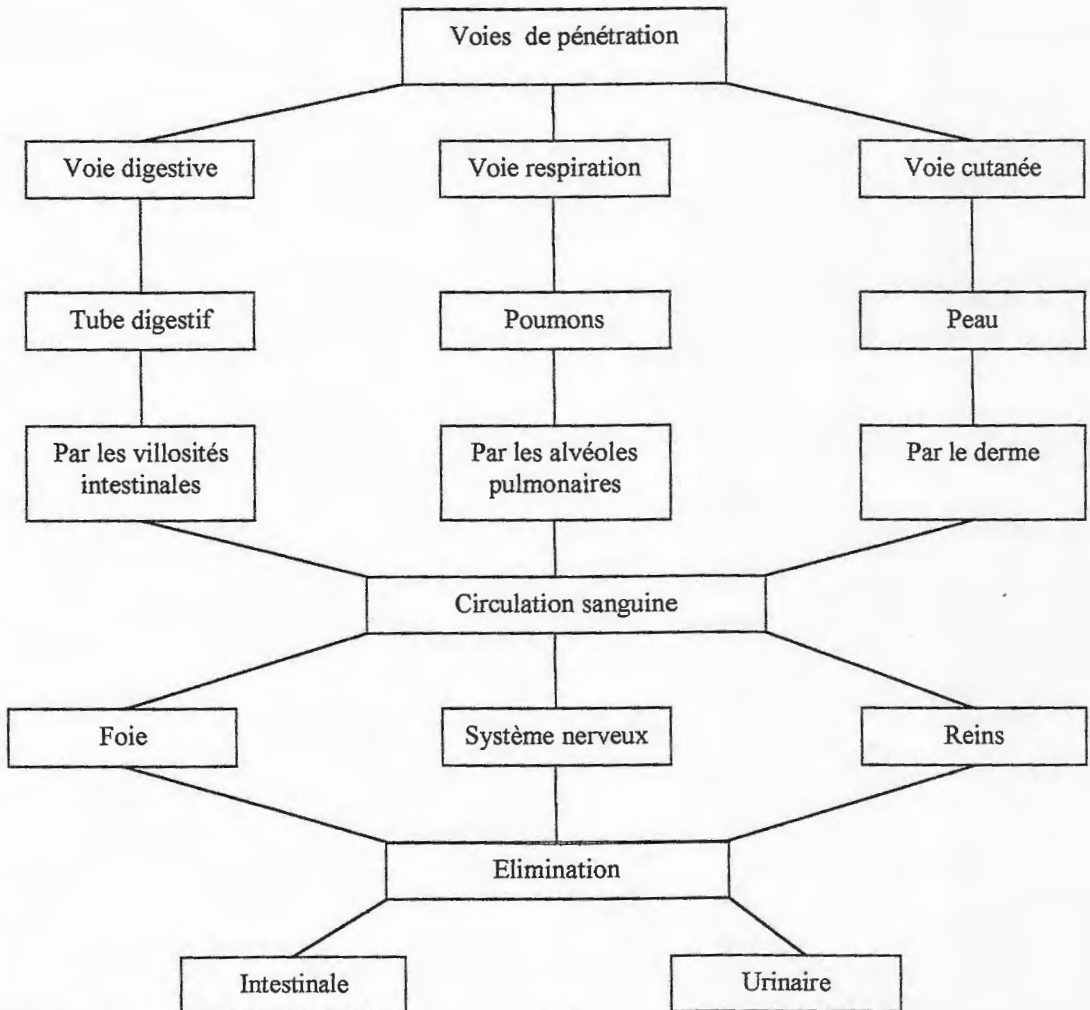 Voies de pénétration
Voie digestive
Voie respiration
Voie cutanée
Tube digestif
Poumons
Peau
Par les villosités
intestinales
Par les alvéoles
pulmonaires
Par le derme
Circulation sanguine
Foie
Système nerveux
Reins
Elimination
Intestinale
Urinaire